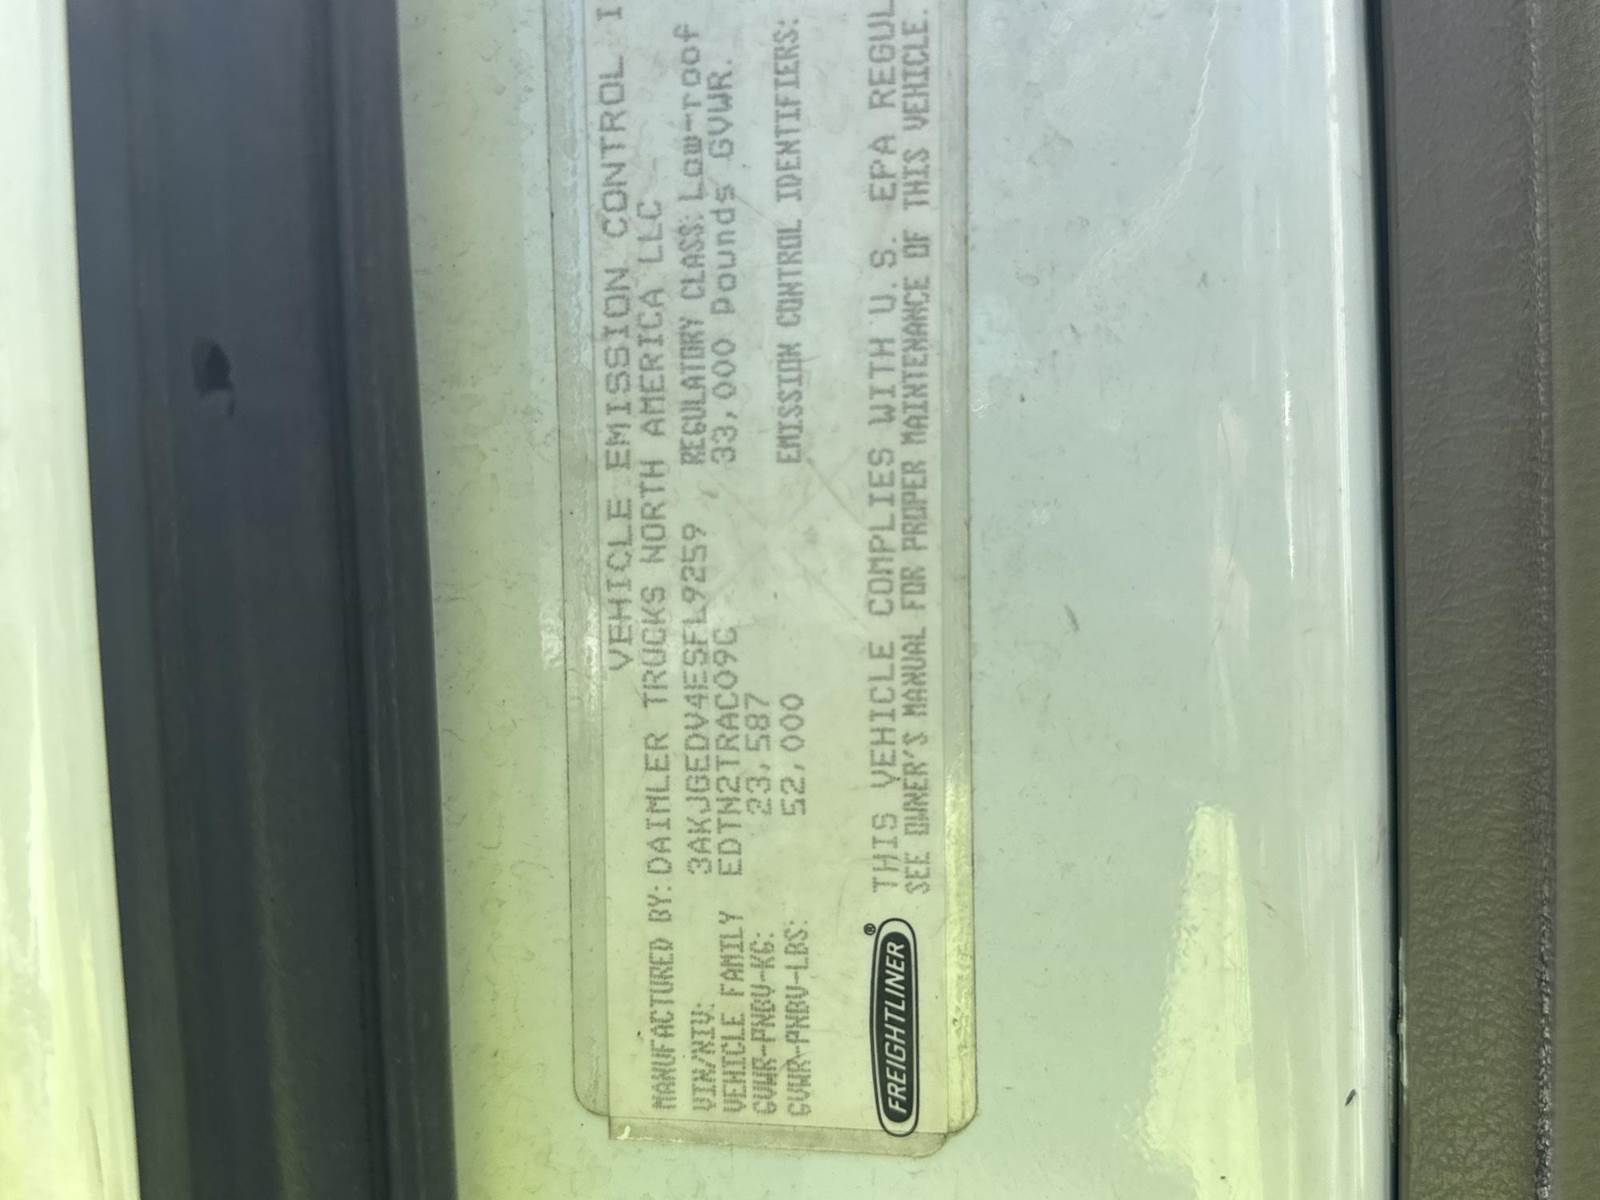 VEHICLE EMISSION CONTROL I
MANUFACTURED BY: DAIMLER TRUCKS NORTH AMERICA LLC
VIN/NIV: 3AKJGEDV4ESFL9259 REGULATORY CLASS: Low-roof
VEHICLE FAMILY EDTN2TRAC09C 33,000 Pounds GVWR.
GVWR-PNBV-KG: 23,587
GVWR-PNBV-LBS: 52,000 EMISSION CONTROL IDENTIFIERS:
THIS VEHICLE COMPLIES WITH U.S. EPA REGUL
SEE OWNER'S MANUAL FOR PROPER MAINTENANCE OF THIS VEHICLE.
FREIGHTLINER®